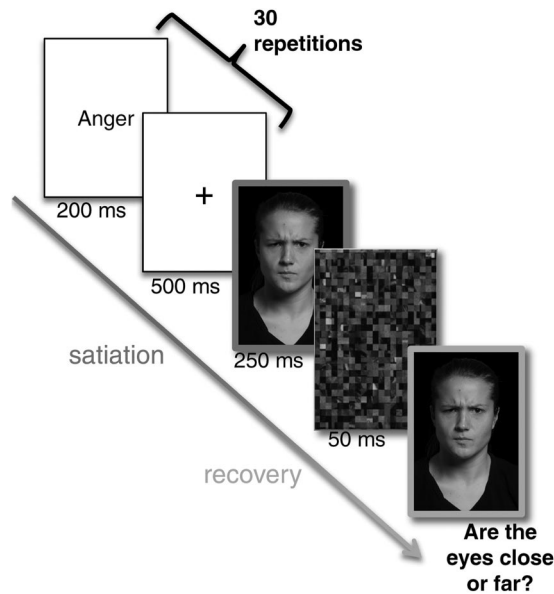 30
repetitions
Anger
200 ms
+
500 ms
250 ms
satiation
50 ms
recovery
Are the
eyes close
or far?